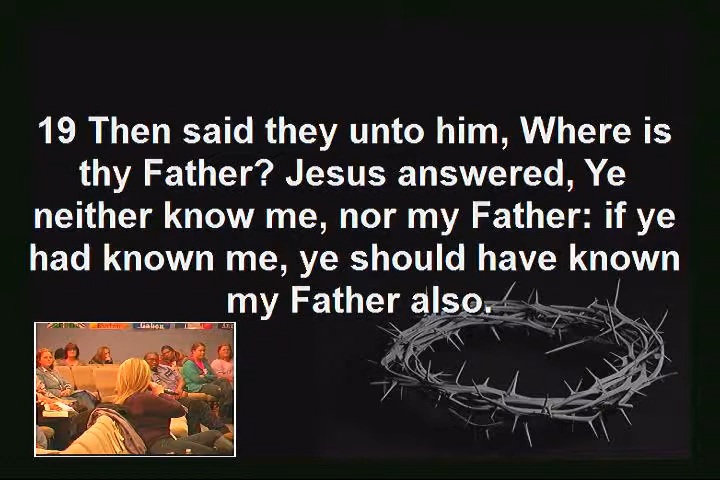 19 Then said they unto him, Where is
thy Father? Jesus answered, Ye
neither know me, nor my Father: if ye
had known me, ye should have known
my Father also.
Gabon